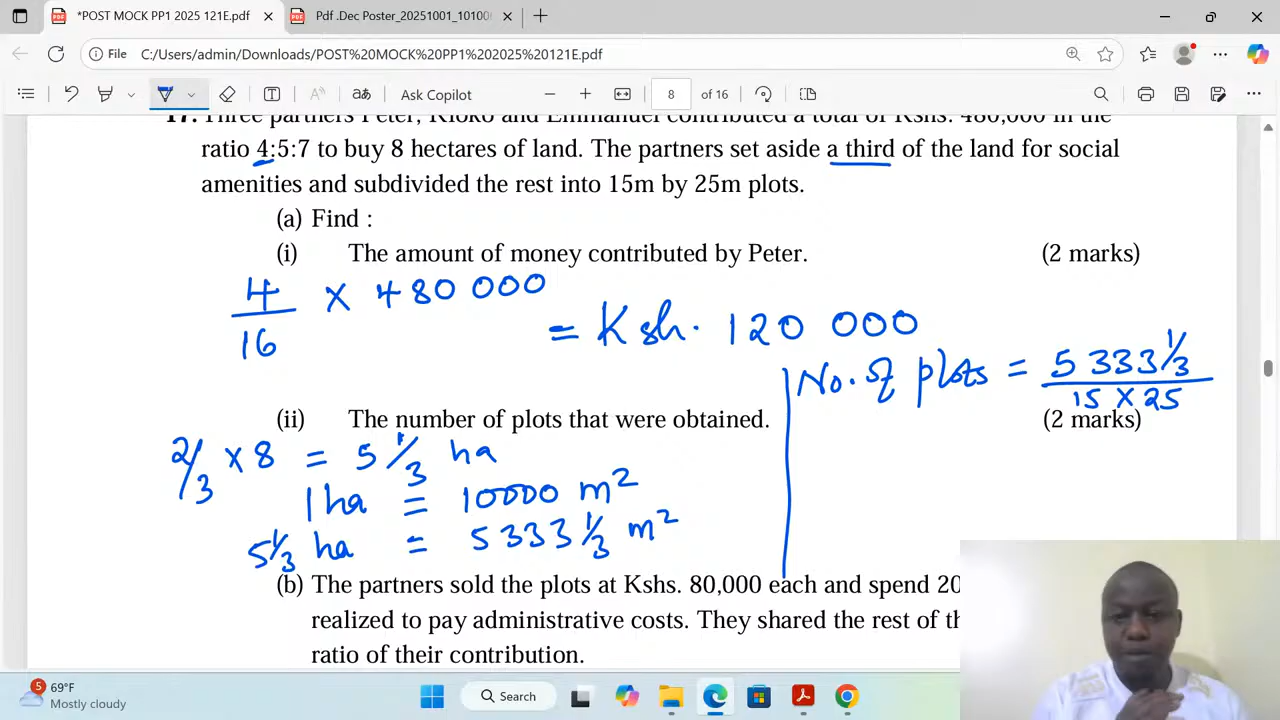 *POST MOCK PP1 2025 121E.pdf
Pdf .Dec Poster_20251001_10100
File C:/Users/admin/Downloads/POST%20MOCK%20PP1%202025%20121E.pdf
Ask Copilot 8 of 16
17. Three partners Peter, Kioko and Emmanuel contributed a total of Kshs. 480,000 in the
ratio 4:5:7 to buy 8 hectares of land. The partners set aside a third of the land for social
amenities and subdivided the rest into 15m by 25m plots.
(a) Find :
(i) The amount of money contributed by Peter. (2 marks)
4/16 × 480 000
= Ksh. 120 000
(ii) The number of plots that were obtained. (2 marks)
2/3 × 8 = 5 1/3 ha
1 ha = 10000 m²
5 1/3 ha = 5333 1/3 m²
No. of plots = 5 333 1/3 / 15 × 25
(b) The partners sold the plots at Kshs. 80,000 each and spend 20
realized to pay administrative costs. They shared the rest of th
ratio of their contribution.
5 69°F
Mostly cloudy
Search